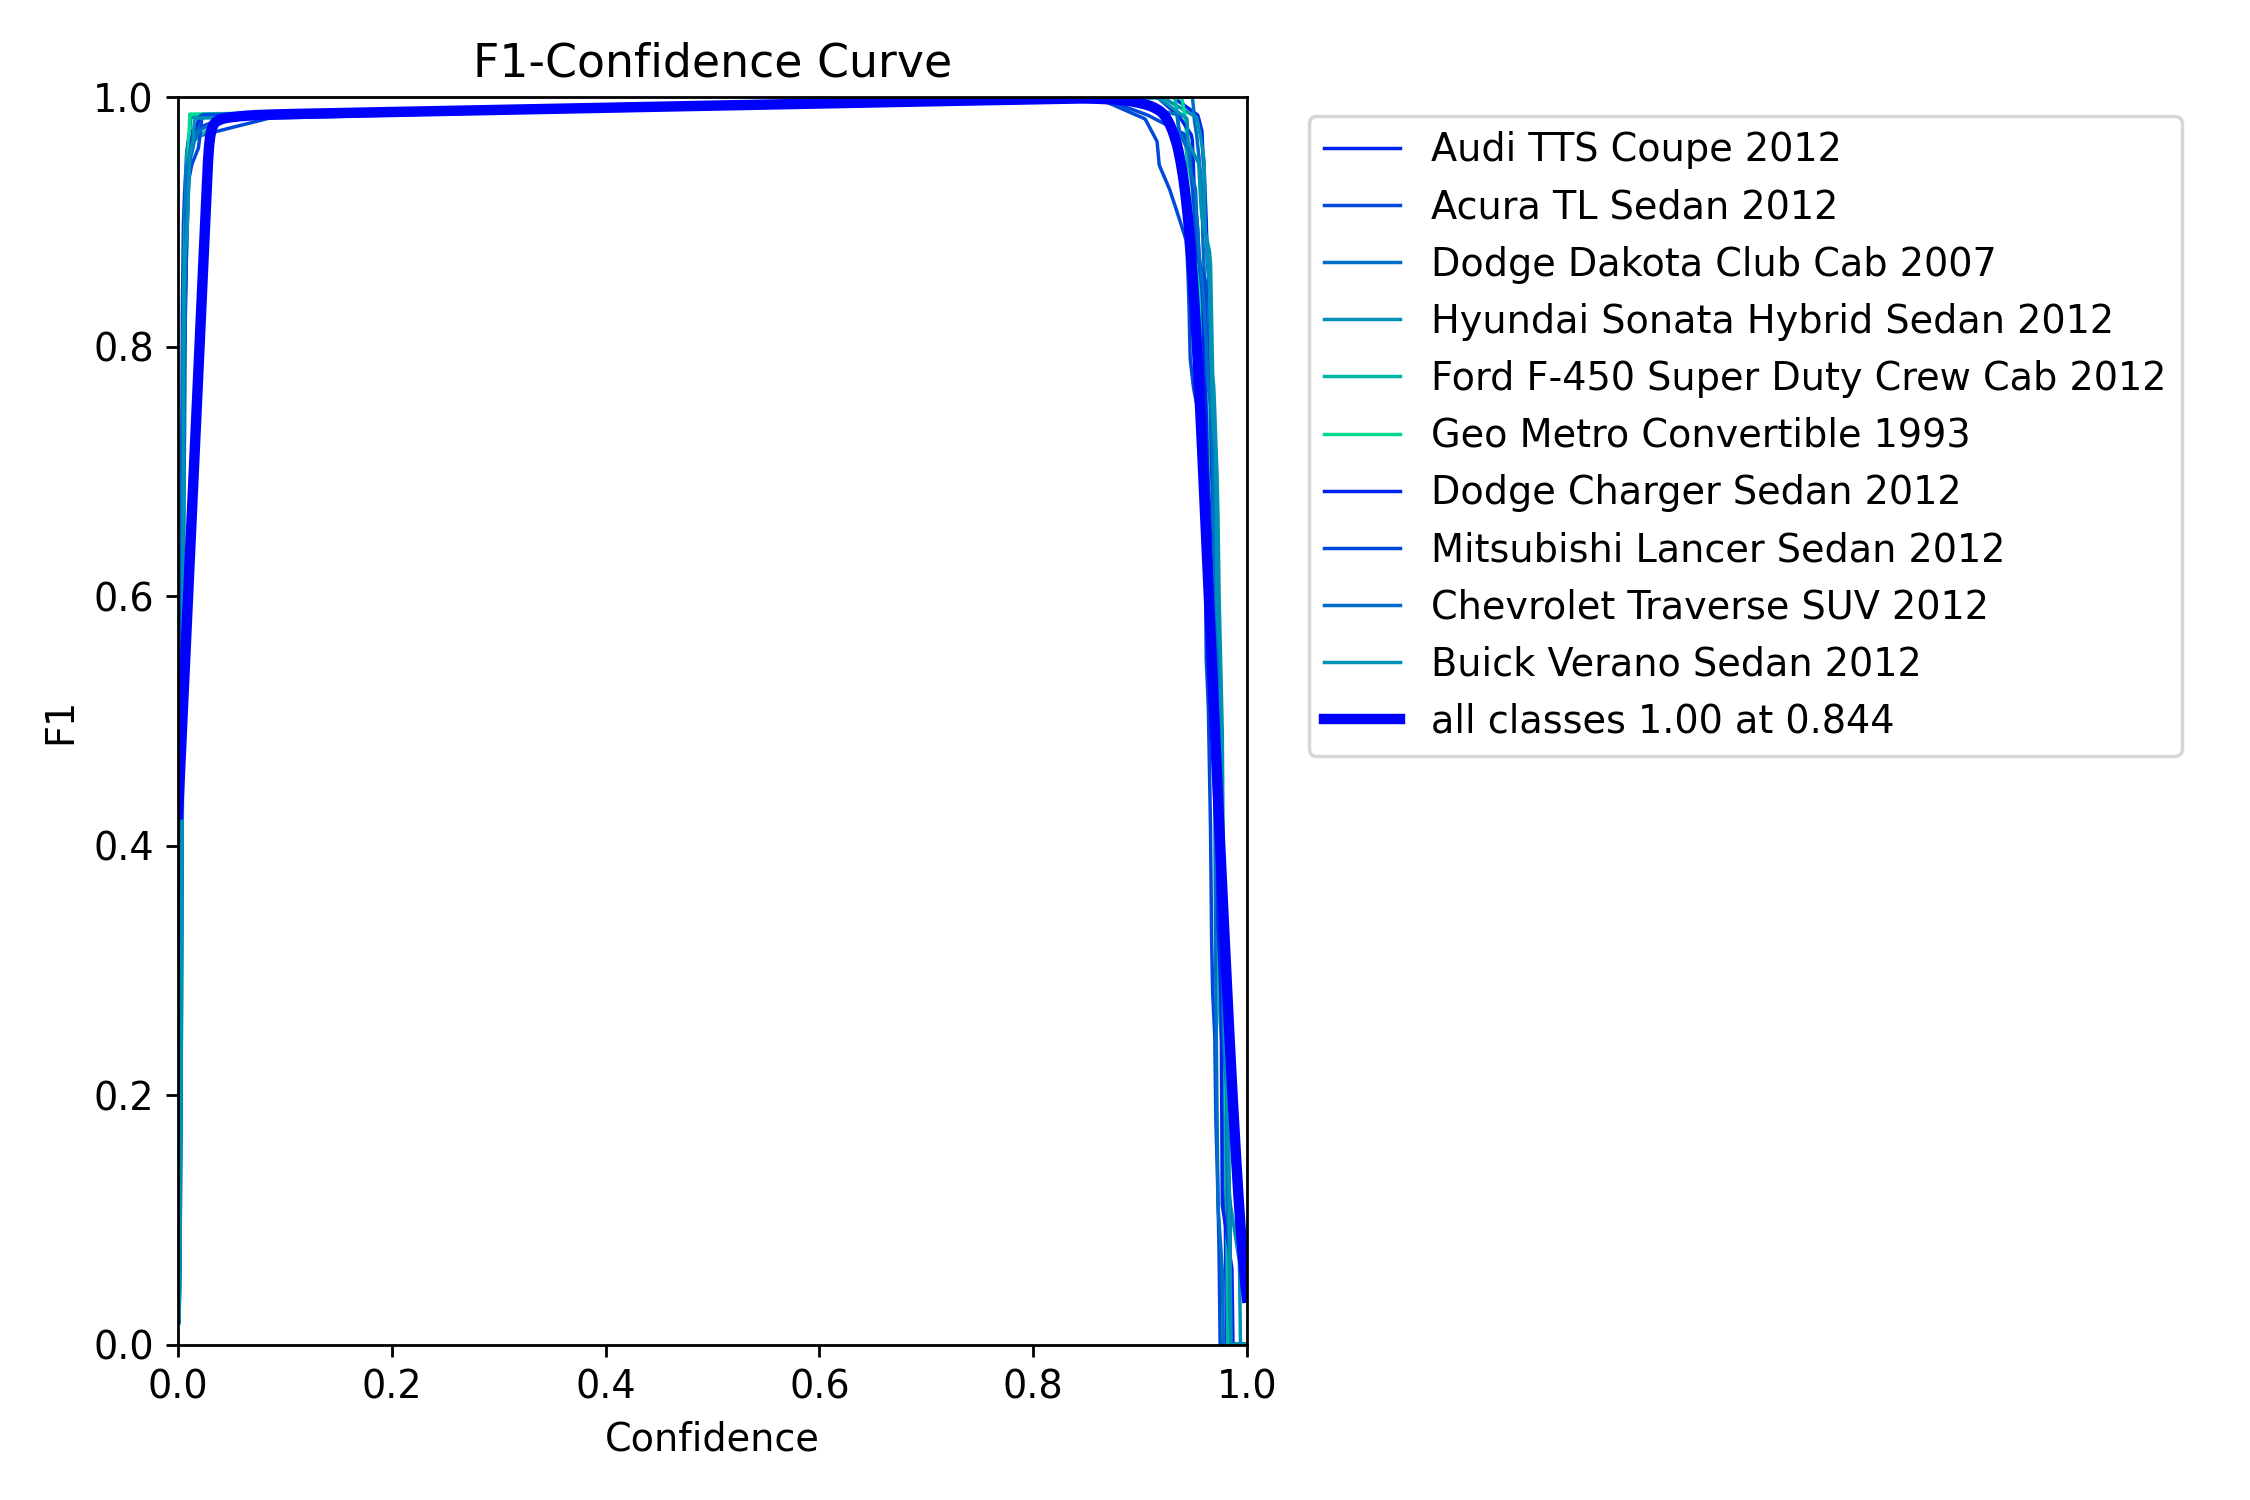 F1-Confidence Curve
1.0
0.8
0.6
0.4
0.2
0.0
F1
0.0 0.2 0.4 0.6 0.8 1.0
Confidence
Audi TTS Coupe 2012
Acura TL Sedan 2012
Dodge Dakota Club Cab 2007
Hyundai Sonata Hybrid Sedan 2012
Ford F-450 Super Duty Crew Cab 2012
Geo Metro Convertible 1993
Dodge Charger Sedan 2012
Mitsubishi Lancer Sedan 2012
Chevrolet Traverse SUV 2012
Buick Verano Sedan 2012
all classes 1.00 at 0.844